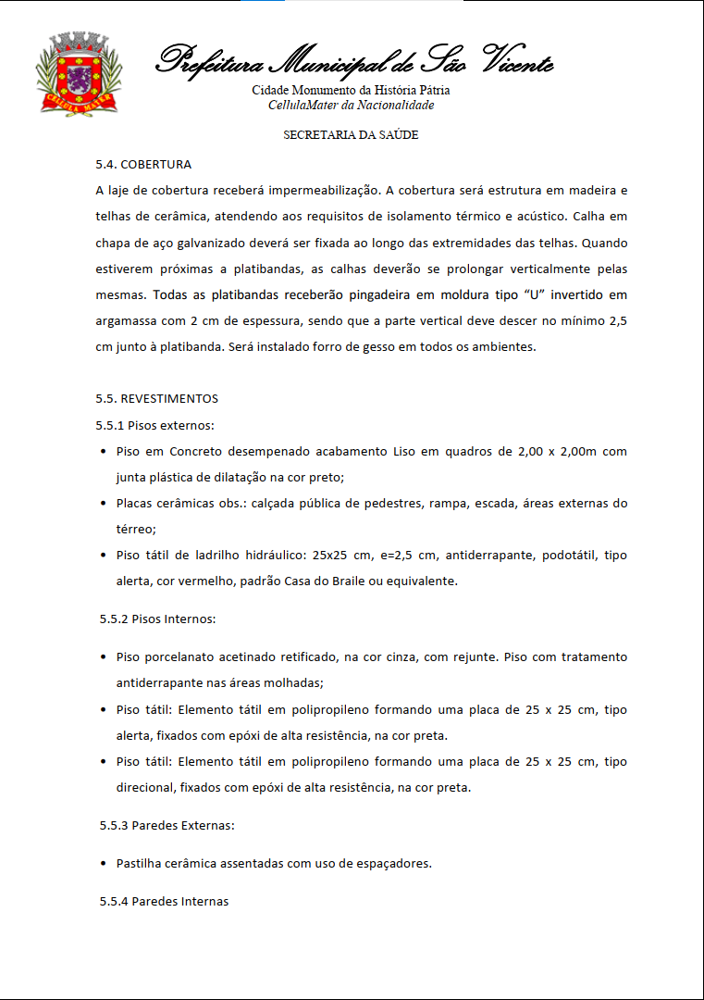 Prefeitura Municipal de São Vicente
Cidade Monumento da História Pátria
CellulaMater da Nacionalidade
CELLULA MATER
SECRETARIA DA SAÚDE
5.4. COBERTURA
A laje de cobertura receberá impermeabilização. A cobertura será estrutura em madeira e
telhas de cerâmica, atendendo aos requisitos de isolamento térmico e acústico. Calha em
chapa de aço galvanizado deverá ser fixada ao longo das extremidades das telhas. Quando
estiverem próximas a platibandas, as calhas deverão se prolongar verticalmente pelas
mesmas. Todas as platibandas receberão pingadeira em moldura tipo “U” invertido em
argamassa com 2 cm de espessura, sendo que a parte vertical deve descer no mínimo 2,5
cm junto à platibanda. Será instalado forro de gesso em todos os ambientes.
5.5. REVESTIMENTOS
5.5.1 Pisos externos:
• Piso em Concreto desempenado acabamento Liso em quadros de 2,00 x 2,00m com
junta plástica de dilatação na cor preto;
• Placas cerâmicas obs.: calçada pública de pedestres, rampa, escada, áreas externas do
térreo;
• Piso tátil de ladrilho hidráulico: 25x25 cm, e=2,5 cm, antiderrapante, podotátil, tipo
alerta, cor vermelho, padrão Casa do Braile ou equivalente.
5.5.2 Pisos Internos:
• Piso porcelanato acetinado retificado, na cor cinza, com rejunte. Piso com tratamento
antiderrapante nas áreas molhadas;
• Piso tátil: Elemento tátil em polipropileno formando uma placa de 25 x 25 cm, tipo
alerta, fixados com epóxi de alta resistência, na cor preta.
• Piso tátil: Elemento tátil em polipropileno formando uma placa de 25 x 25 cm, tipo
direcional, fixados com epóxi de alta resistência, na cor preta.
5.5.3 Paredes Externas:
• Pastilha cerâmica assentadas com uso de espaçadores.
5.5.4 Paredes Internas